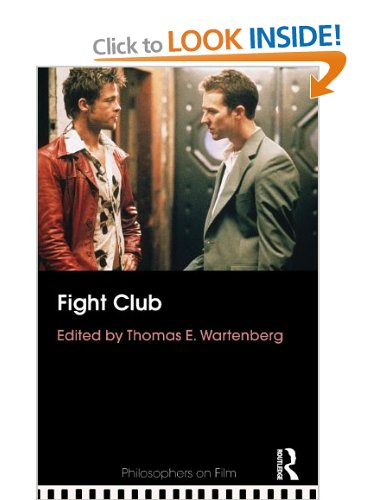 Click to LOOK INSIDE!
Fight Club
Edited by Thomas E. Wartenberg
ROUTLEDGE
Philosophers on Film